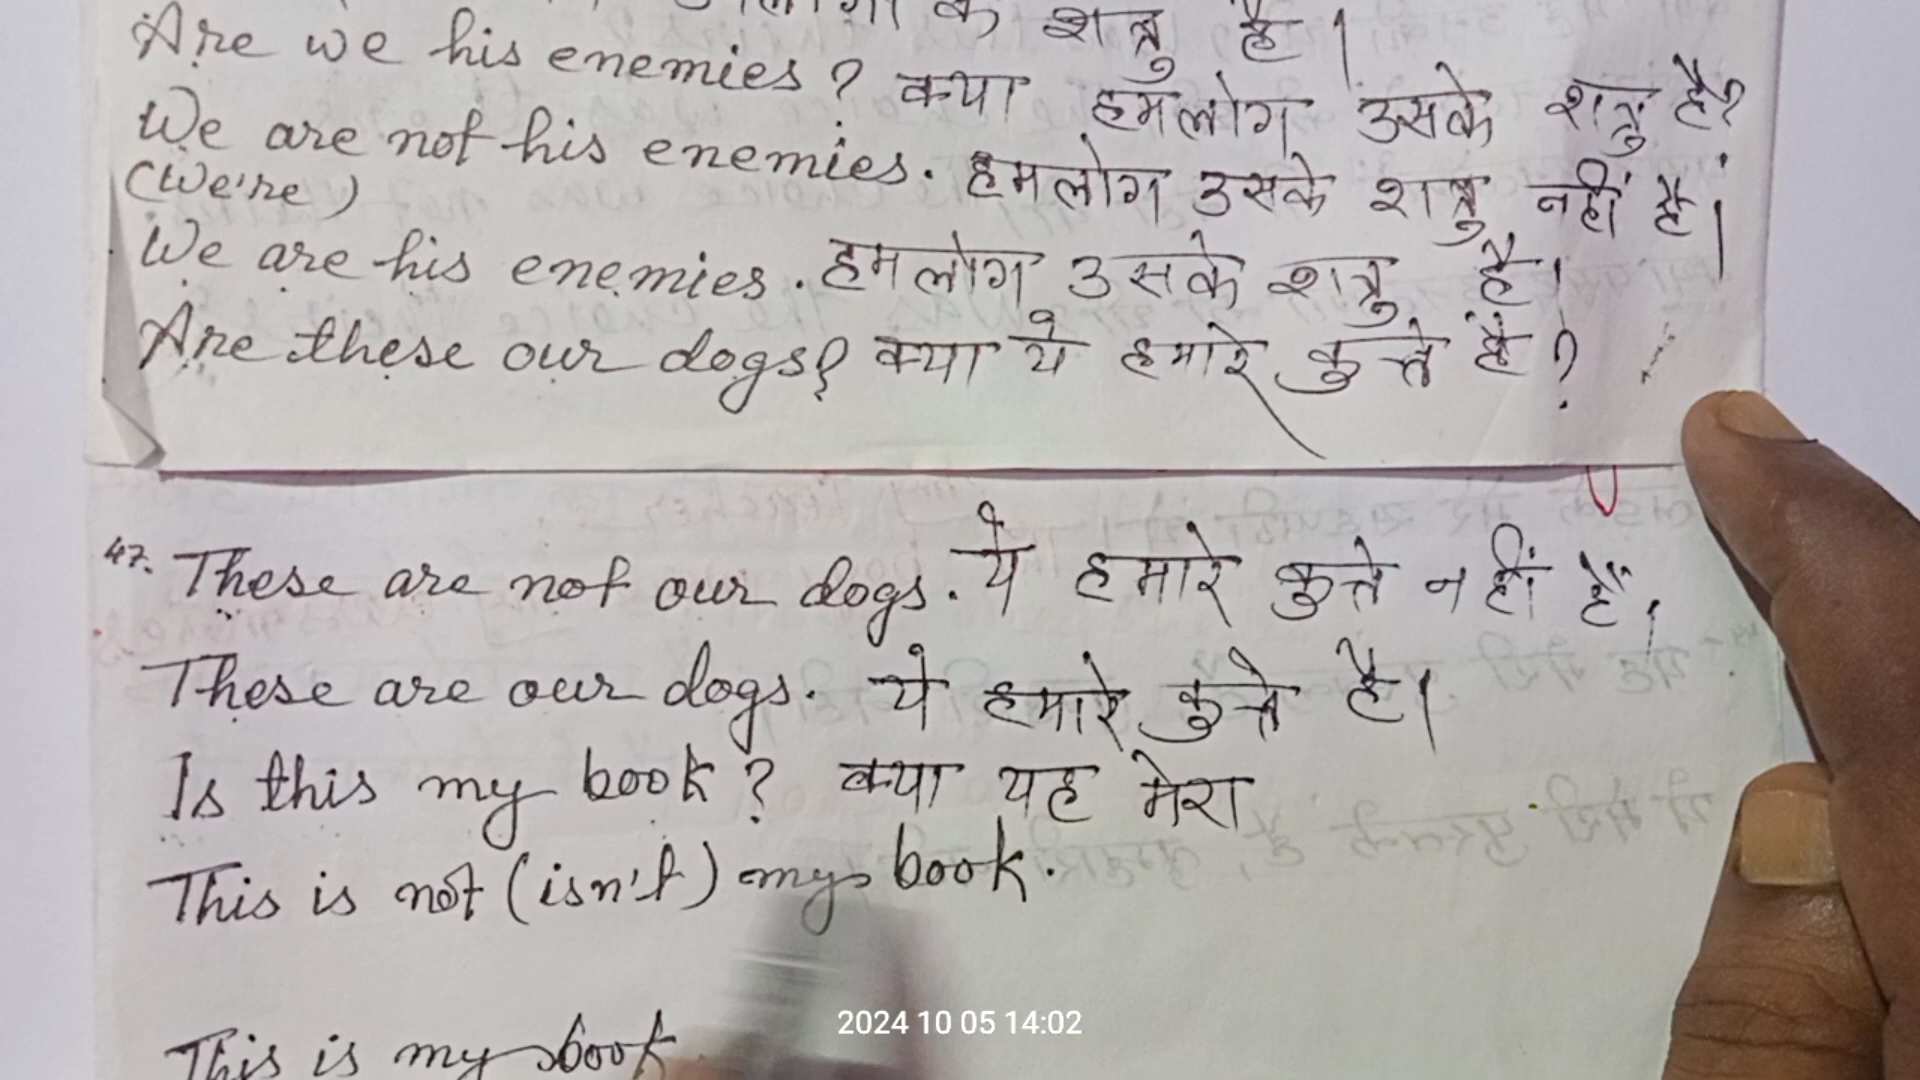 के शत्रु है।
Are we his enemies? क्या हमलोग उसके शत्रु हैं?
We are not his enemies. हमलोग उसके शत्रु नहीं हैं।
(We're)
We are his enemies. हमलोग उसके शत्रु हैं।
Are these our dogs? क्या ये हमारे कुत्ते हैं?
47. These are not our dogs. ये हमारे कुत्ते नहीं हैं।
These are our dogs. ये हमारे कुत्ते हैं।
Is this my book? क्या यह मेरा
This is not (isn't) my book.
This is my book
2024 10 05 14:02